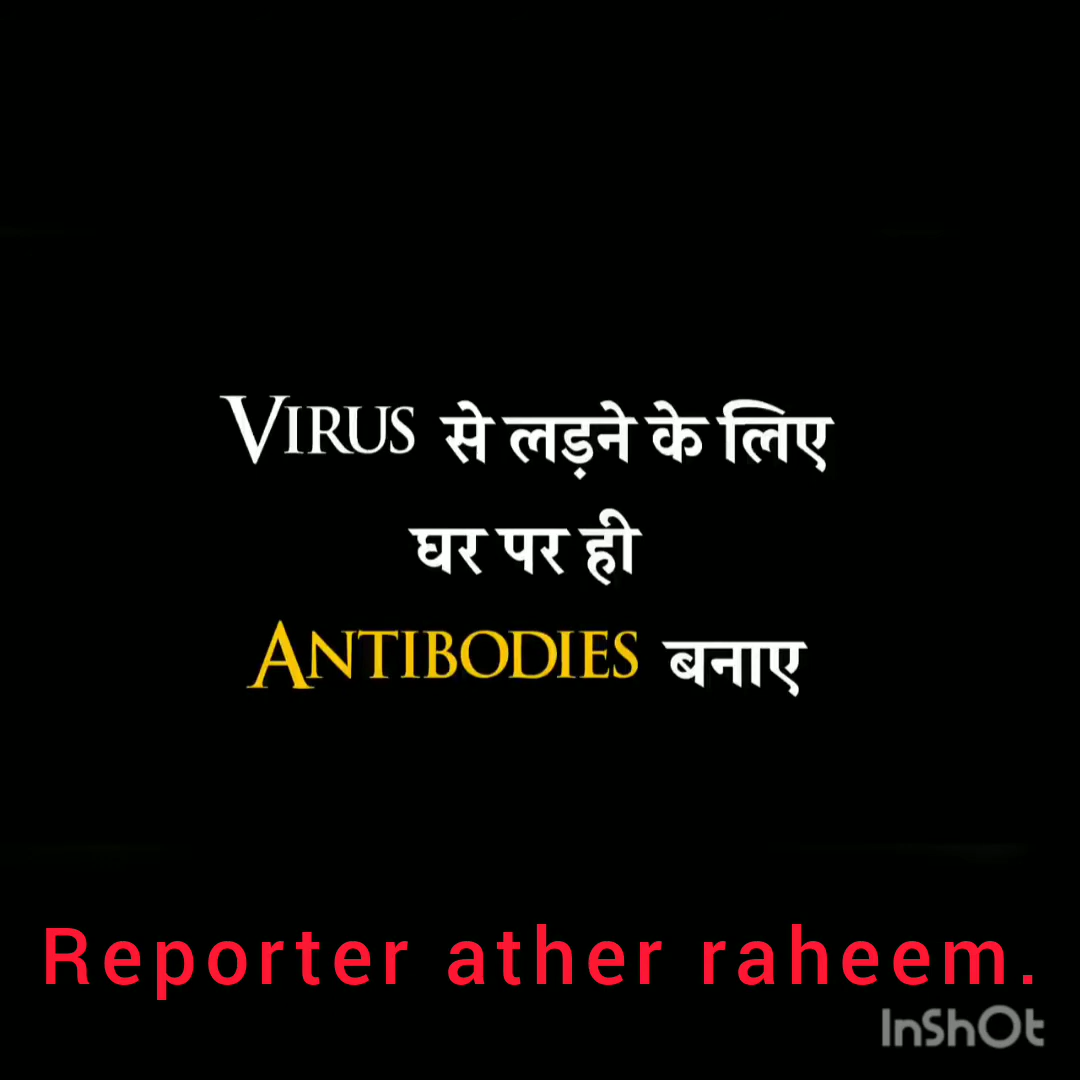 VIRUS से लड़ने के लिए
घर पर ही
ANTIBODIES बनाए
Reporter ather raheem.
InShOt